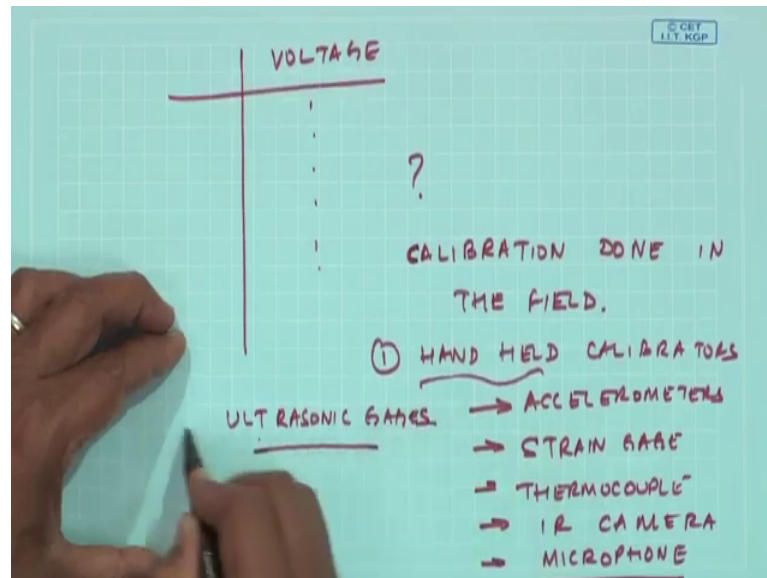 © CET
I.I.T. KGP
VOLTAGE
?
CALIBRATION DONE IN
THE FIELD.
① HAND HELD CALIBRATORS
→ ACCELEROMETERS
ULTRASONIC GAGES
→ STRAIN GAGE
→ THERMOCOUPLE
→ IR CAMERA
→ MICROPHONE